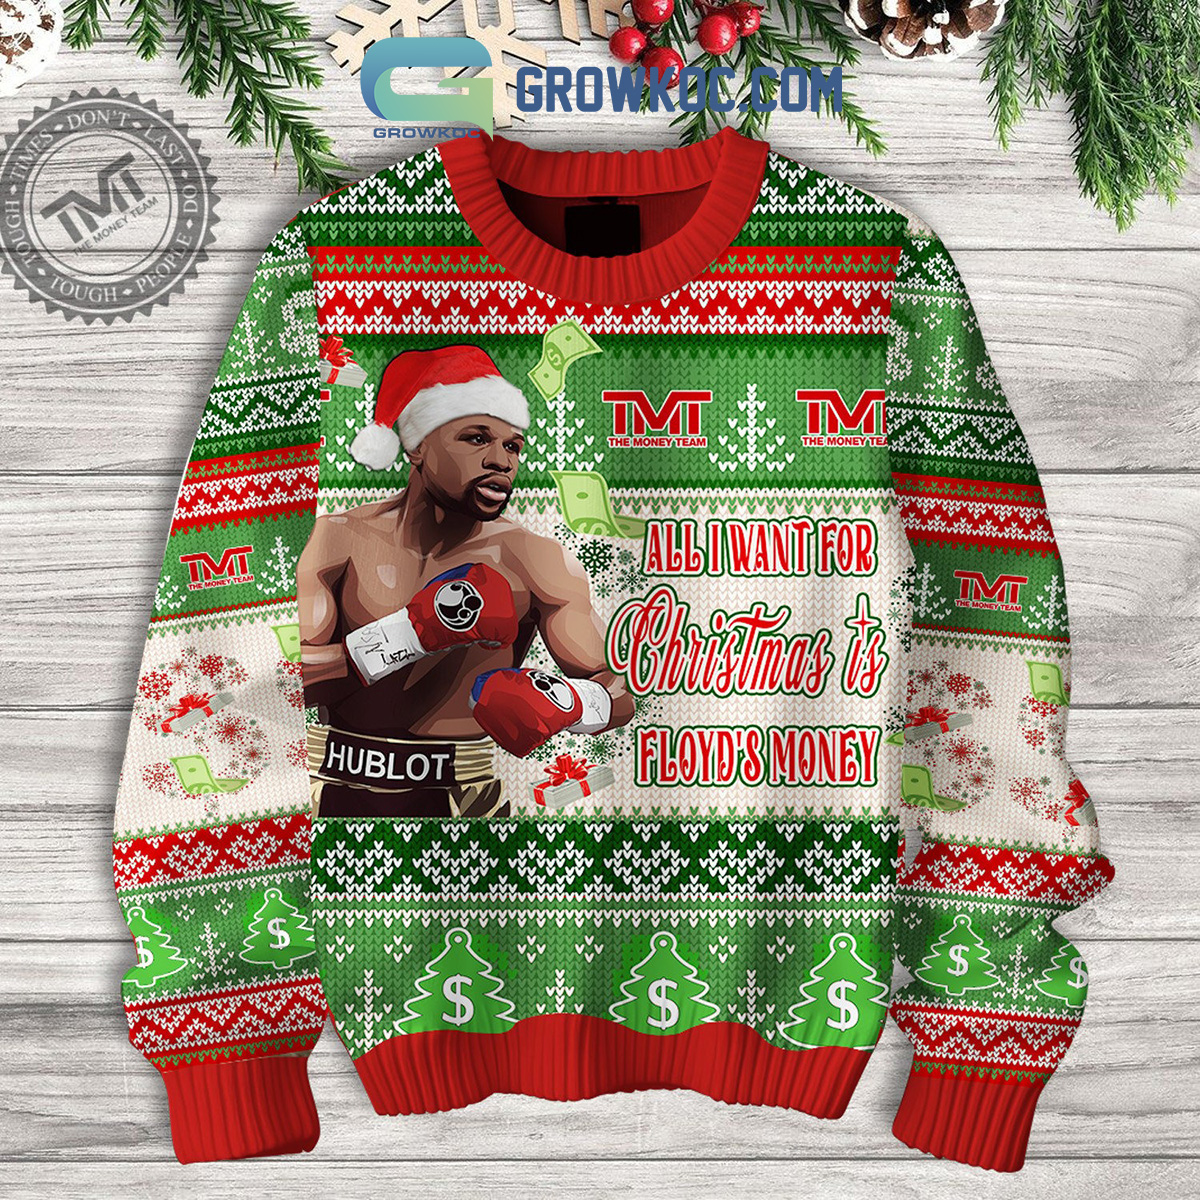 GROWKOC
GROWKOC.COM
TOUGH • TIMES • DON'T • LAST • TOUGH • PEOPLE • DO
TMT
THE MONEY TEAM
TMT
THE MONEY TEAM
TMT
THE MONEY TEA
ALL I WANT FOR
Christmas is
FLOYD'S MONEY
TMT
THE MONEY TEAM
TMT
THE MONEY TEAM
HUBLOT
$
$
$
$
$
$
$